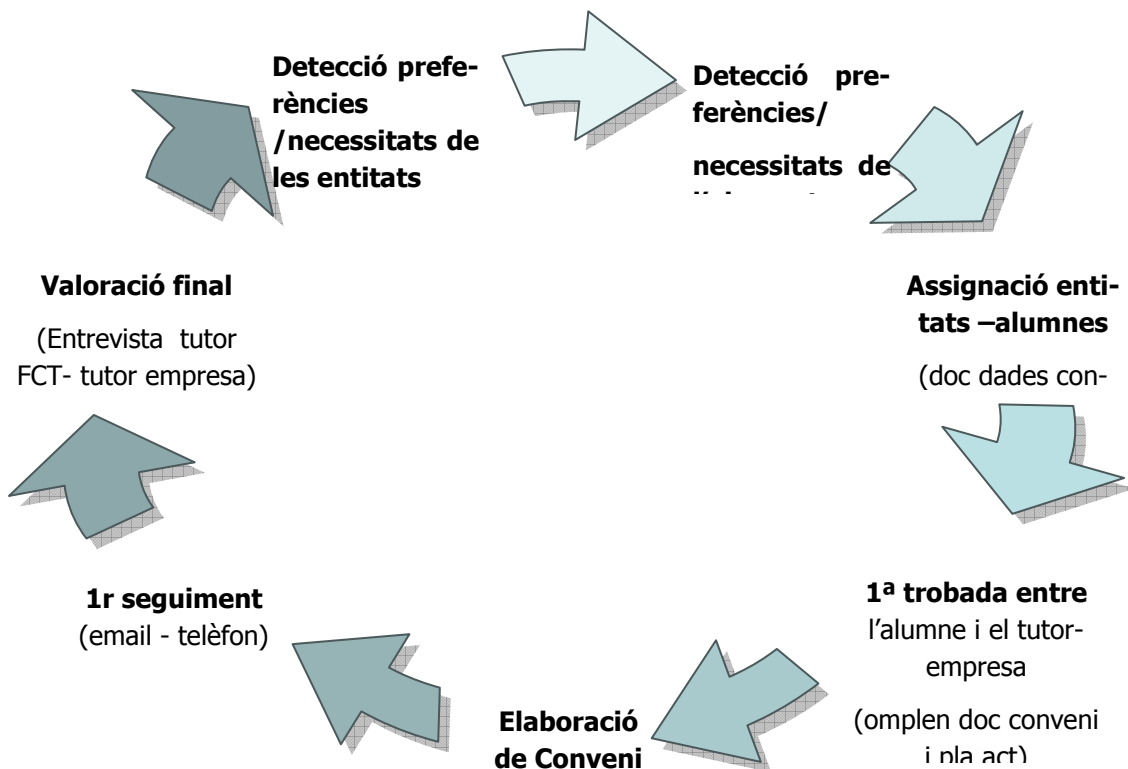 Detecció prefe-
rències
/necessitats de
les entitats
Detecció pre-
ferències/
necessitats de
Assignació enti-
tats –alumnes
(doc dades con-
1ª trobada entre
l'alumne i el tutor-
empresa
(omplen doc conveni
i pla act)
Elaboració
de Conveni
1r seguiment
(email - telèfon)
Valoració final
(Entrevista tutor
FCT- tutor empresa)